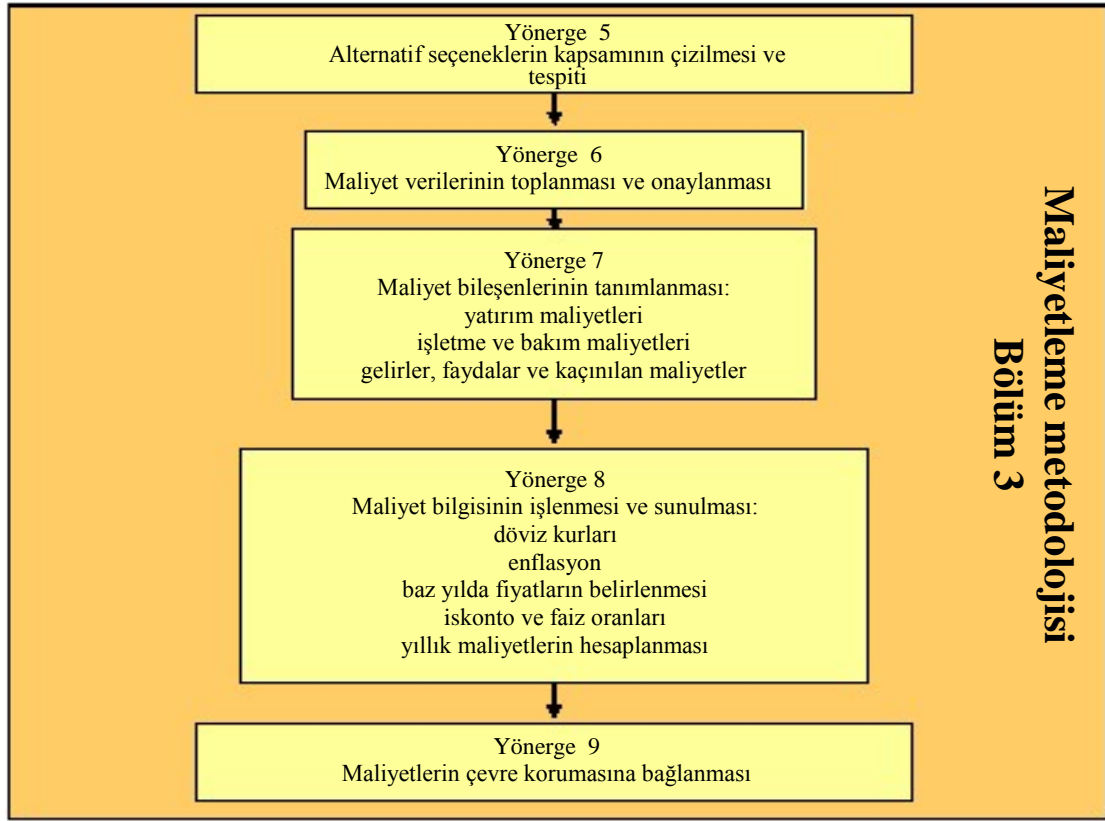 Yönerge 5
Alternatif seçeneklerin kapsamının çizilmesi ve
tespiti
Yönerge 6
Maliyet verilerinin toplanması ve onaylanması
Yönerge 7
Maliyet bileşenlerinin tanımlanması:
yatırım maliyetleri
işletme ve bakım maliyetleri
gelirler, faydalar ve kaçınılan maliyetler
Yönerge 8
Maliyet bilgisinin işlenmesi ve sunulması:
döviz kurları
enflasyon
baz yılda fiyatların belirlenmesi
iskonto ve faiz oranları
yıllık maliyetlerin hesaplanması
Yönerge 9
Maliyetlerin çevre korumasına bağlanması
Maliyetleme metodolojisi
Bölüm 3